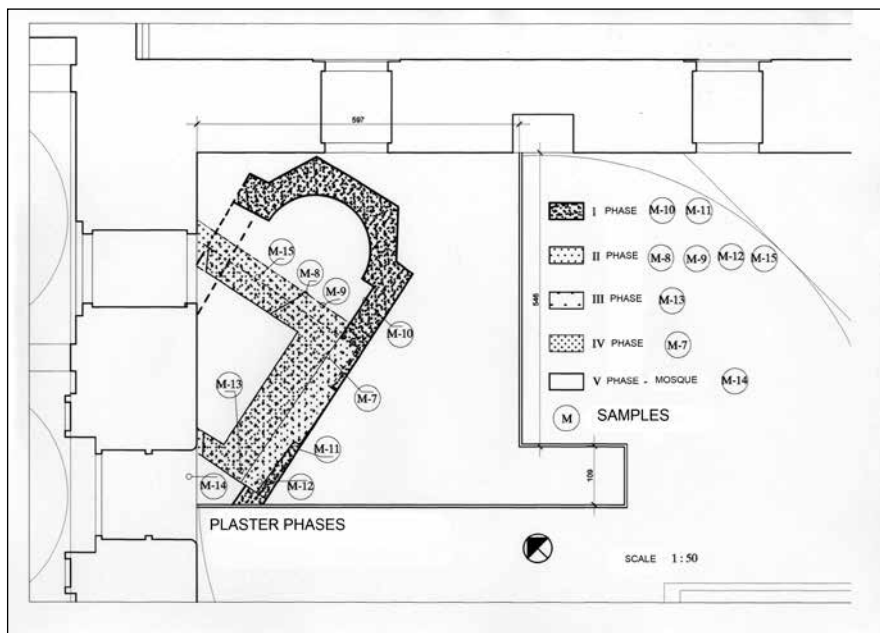 597
I PHASE M-10 M-11
M-15
M-8
II PHASE M-8 M-9 M-12 M-15
M-9
546
III PHASE M-13
M-10
IV PHASE M-7
M-13
V PHASE - MOSQUE M-14
M-7
M SAMPLES
M-11
M-14
M-12
109
PLASTER PHASES
SCALE 1:50